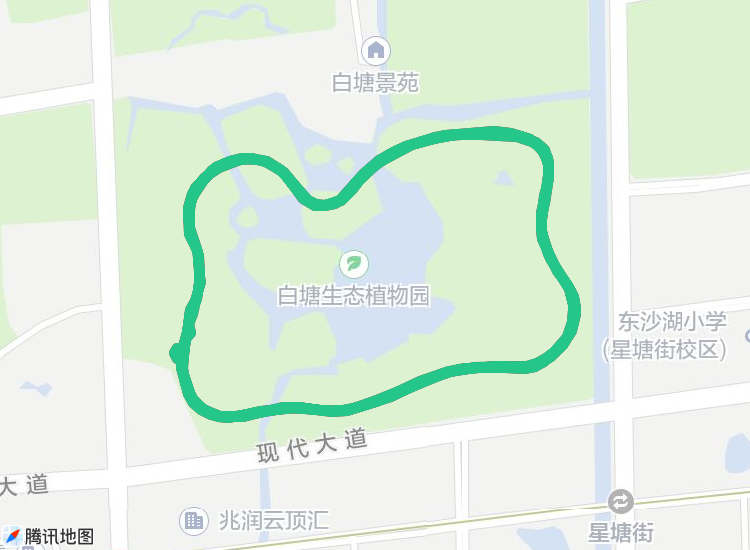 白塘景苑
白塘生态植物园
东沙湖小学
(星塘街校区)
现代大道
大道
兆润云顶汇
星塘街
腾讯地图